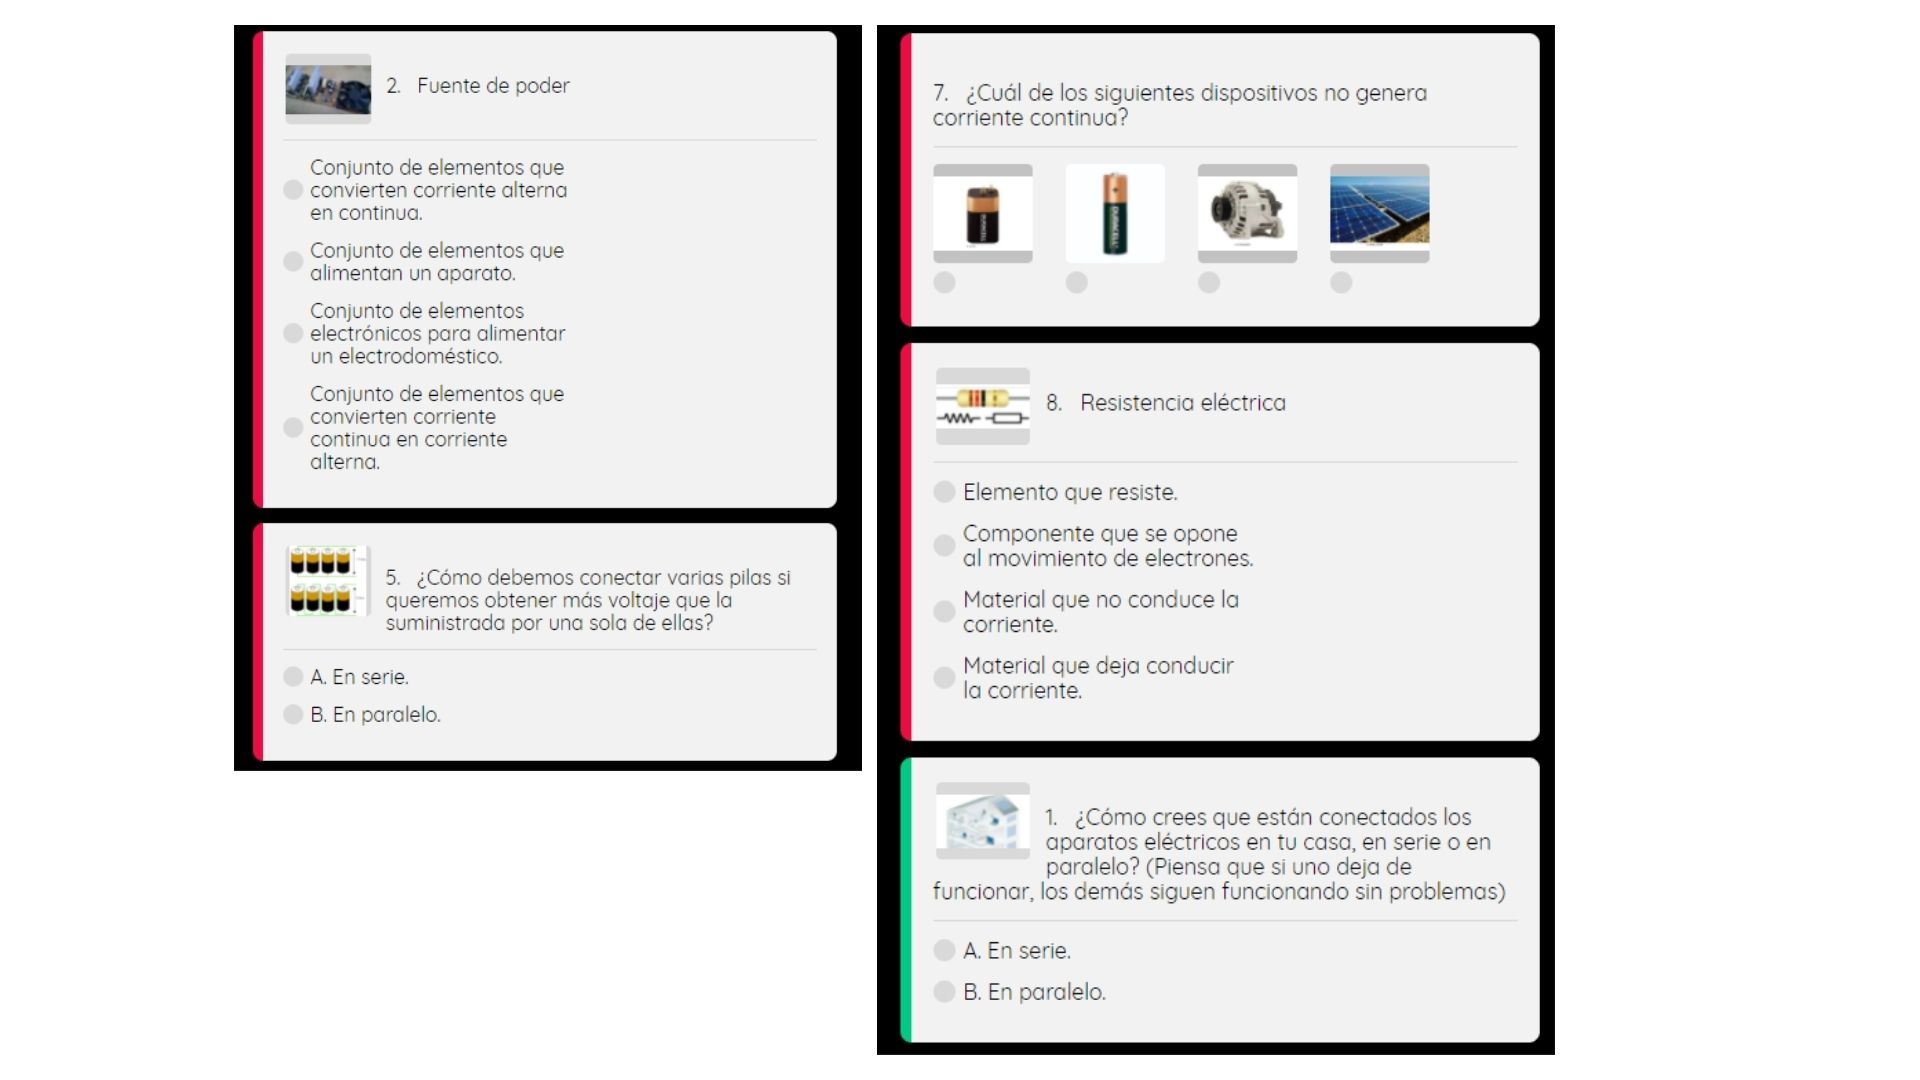 2. Fuente de poder
Conjunto de elementos que
convierten corriente alterna
en continua.
Conjunto de elementos que
alimentan un aparato.
Conjunto de elementos
electrónicos para alimentar
un electrodoméstico.
Conjunto de elementos que
convierten corriente
continua en corriente
alterna.
5. ¿Cómo debemos conectar varias pilas si
queremos obtener más voltaje que la
suministrada por una sola de ellas?
A. En serie.
B. En paralelo.
7. ¿Cuál de los siguientes dispositivos no genera
corriente continua?
DURACELL
DURACELL
8. Resistencia eléctrica
Elemento que resiste.
Componente que se opone
al movimiento de electrones.
Material que no conduce la
corriente.
Material que deja conducir
la corriente.
1. ¿Cómo crees que están conectados los
aparatos eléctricos en tu casa, en serie o en
paralelo? (Piensa que si uno deja de
funcionar, los demás siguen funcionando sin problemas)
A. En serie.
B. En paralelo.